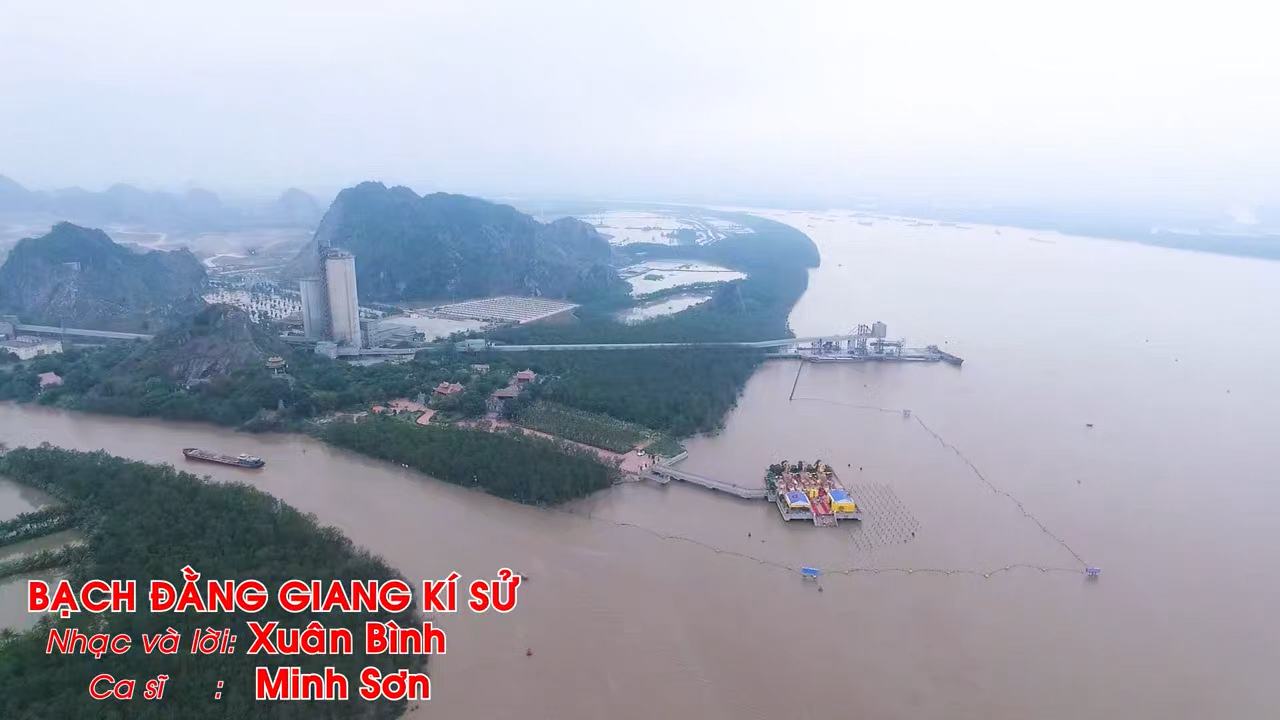 BẠCH ĐẰNG GIANG KÍ SỬ
Nhạc và lời: Xuân Bình
Ca sĩ : Minh Sơn